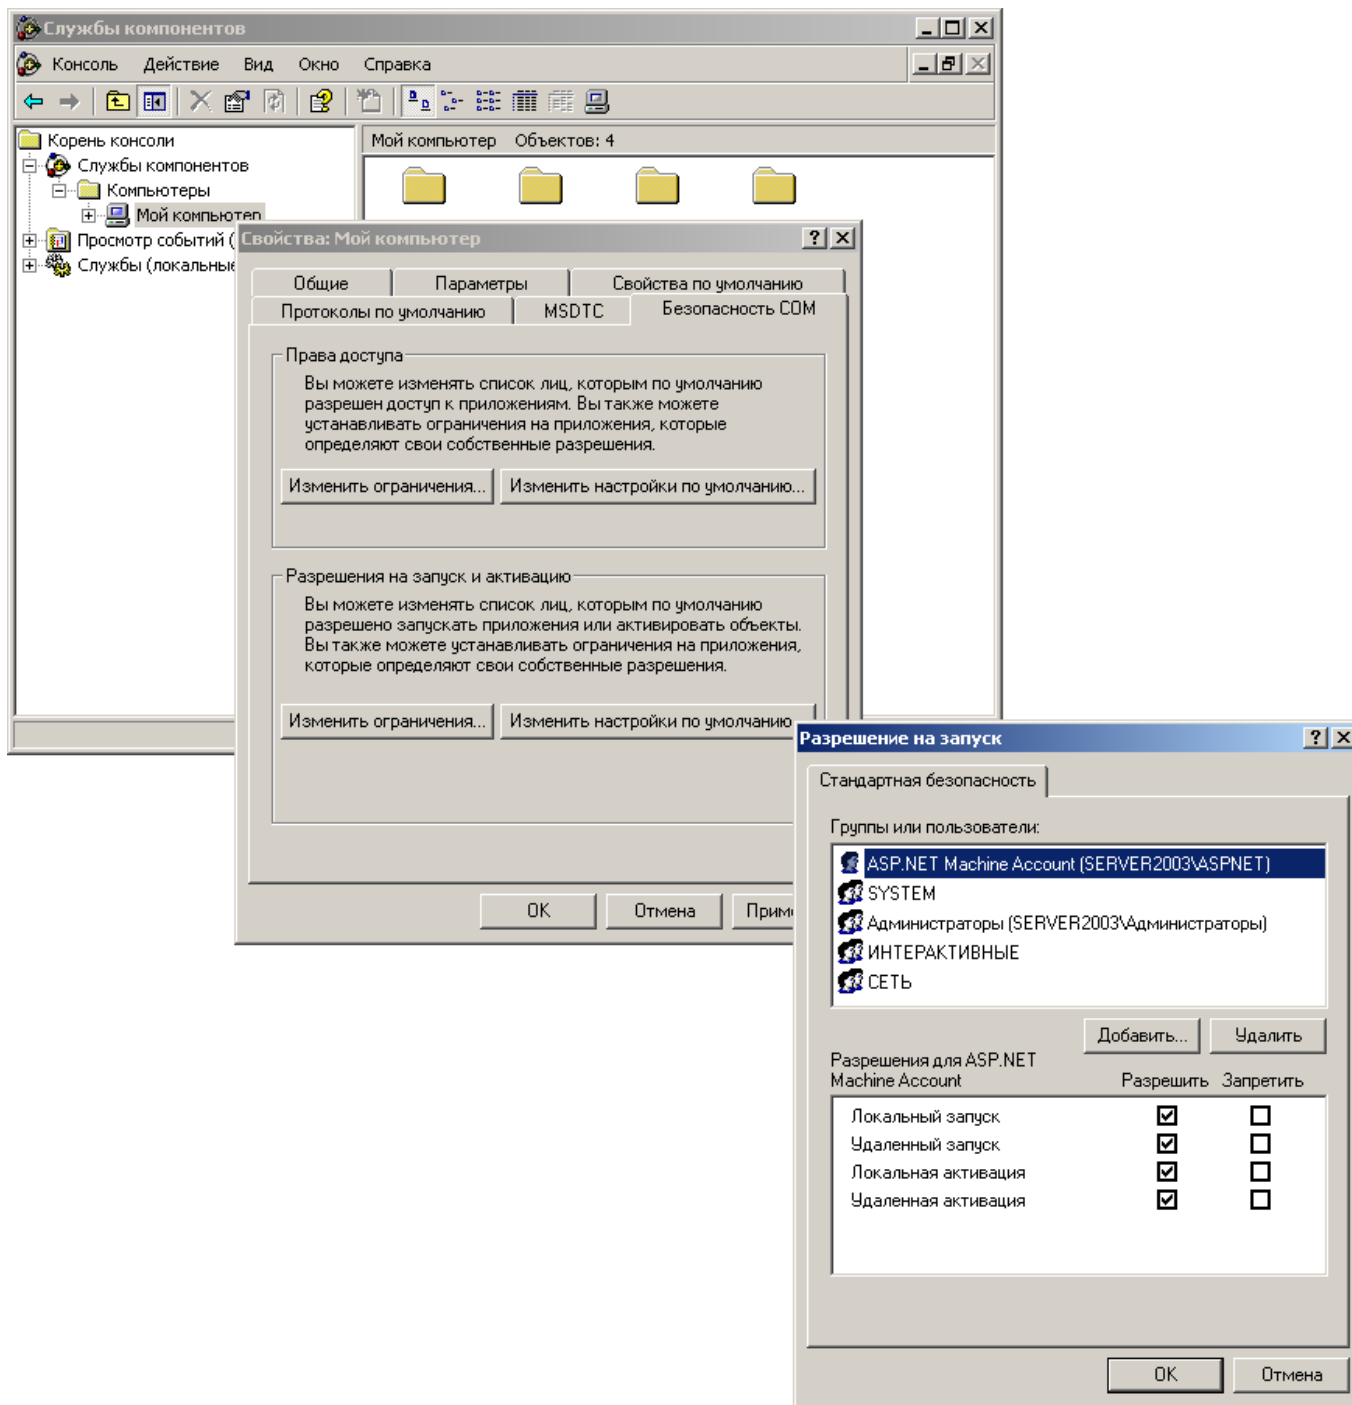 Службы компонентов
Консоль Действие Вид Окно Справка
Корень консоли
Службы компонентов
Компьютеры
Мой компьютер
Просмотр событий (
Службы (локальные
Мой компьютер Объектов: 4
Свойства: Мой компьютер
Общие Параметры Свойства по умолчанию
Протоколы по умолчанию MSDTC Безопасность COM
Права доступа
Вы можете изменять список лиц, которым по умолчанию
разрешен доступ к приложениям. Вы также можете
устанавливать ограничения на приложения, которые
определяют свои собственные разрешения.
Изменить ограничения... Изменить настройки по умолчанию...
Разрешения на запуск и активацию
Вы можете изменять список лиц, которым по умолчанию
разрешено запускать приложения или активировать объекты.
Вы также можете устанавливать ограничения на приложения,
которые определяют свои собственные разрешения.
Изменить ограничения... Изменить настройки по умолчанию
OK Отмена Прим
Разрешение на запуск
Стандартная безопасность
Группы или пользователи:
ASP.NET Machine Account (SERVER2003\ASPNET)
SYSTEM
Администраторы (SERVER2003\Администраторы)
ИНТЕРАКТИВНЫЕ
СЕТЬ
Добавить... Удалить
Разрешения для ASP.NET
Machine Account Разрешить Запретить
Локальный запуск
Удаленный запуск
Локальная активация
Удаленная активация
OK Отмена